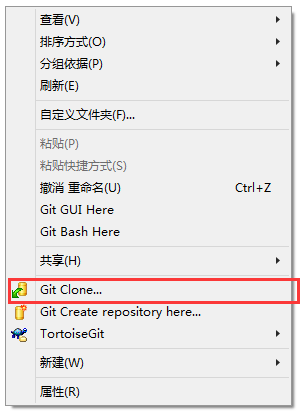 查看(V)
排序方式(O)
分组依据(P)
刷新(E)
自定义文件夹(F)...
粘贴(P)
粘贴快捷方式(S)
撤消 重命名(U) Ctrl+Z
Git GUI Here
Git Bash Here
共享(H)
Git Clone...
Git Create repository here...
TortoiseGit
新建(W)
属性(R)